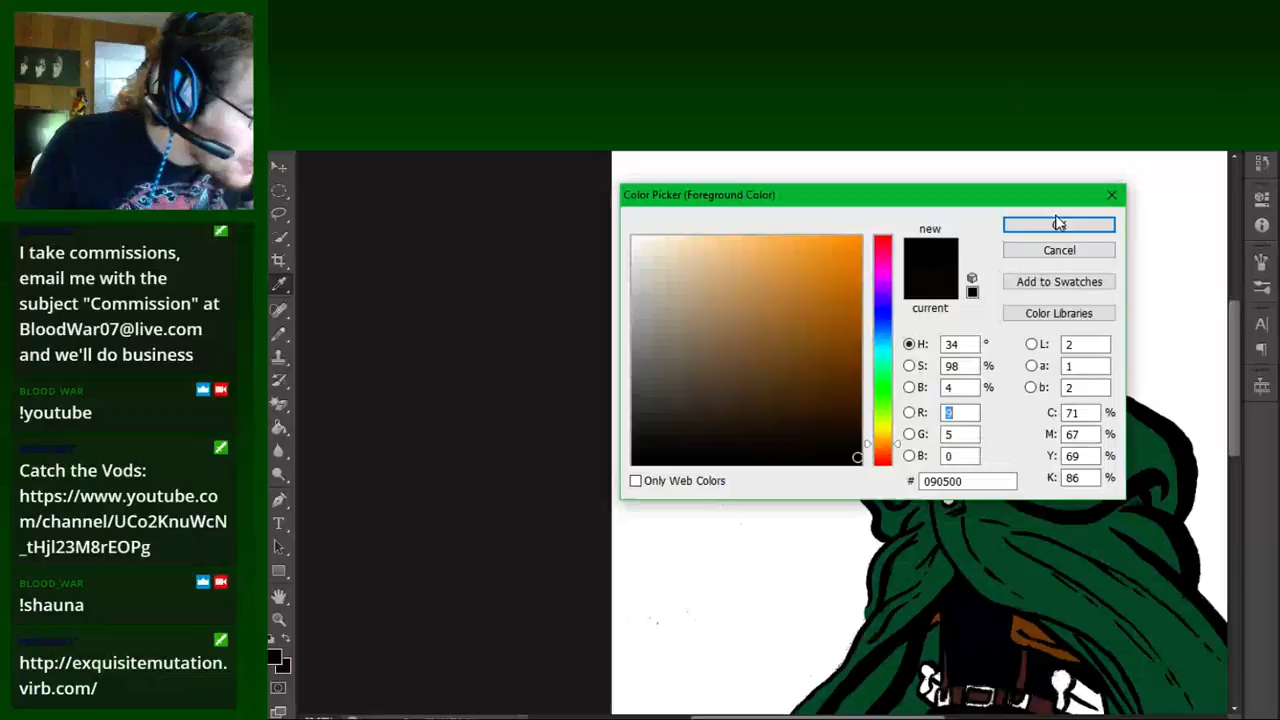 I take commissions,
email me with the
subject "Commission" at
BloodWar07@live.com
and we'll do business
BLOOD_WAR
!youtube
Catch the Vods:
https://www.youtube.co
m/channel/UCo2KnuWcN
_tHjl23M8rEOPg
BLOOD_WAR
!shauna
http://exquisitemutation.
virb.com/
Color Picker (Foreground Color)
new
current
Cancel
Add to Swatches
Color Libraries
H: 34 °
S: 98 %
B: 4 %
R: 9
G: 5
B: 0
# 090500
L: 2
a: 1
b: 2
C: 71 %
M: 67 %
Y: 69 %
K: 86 %
Only Web Colors